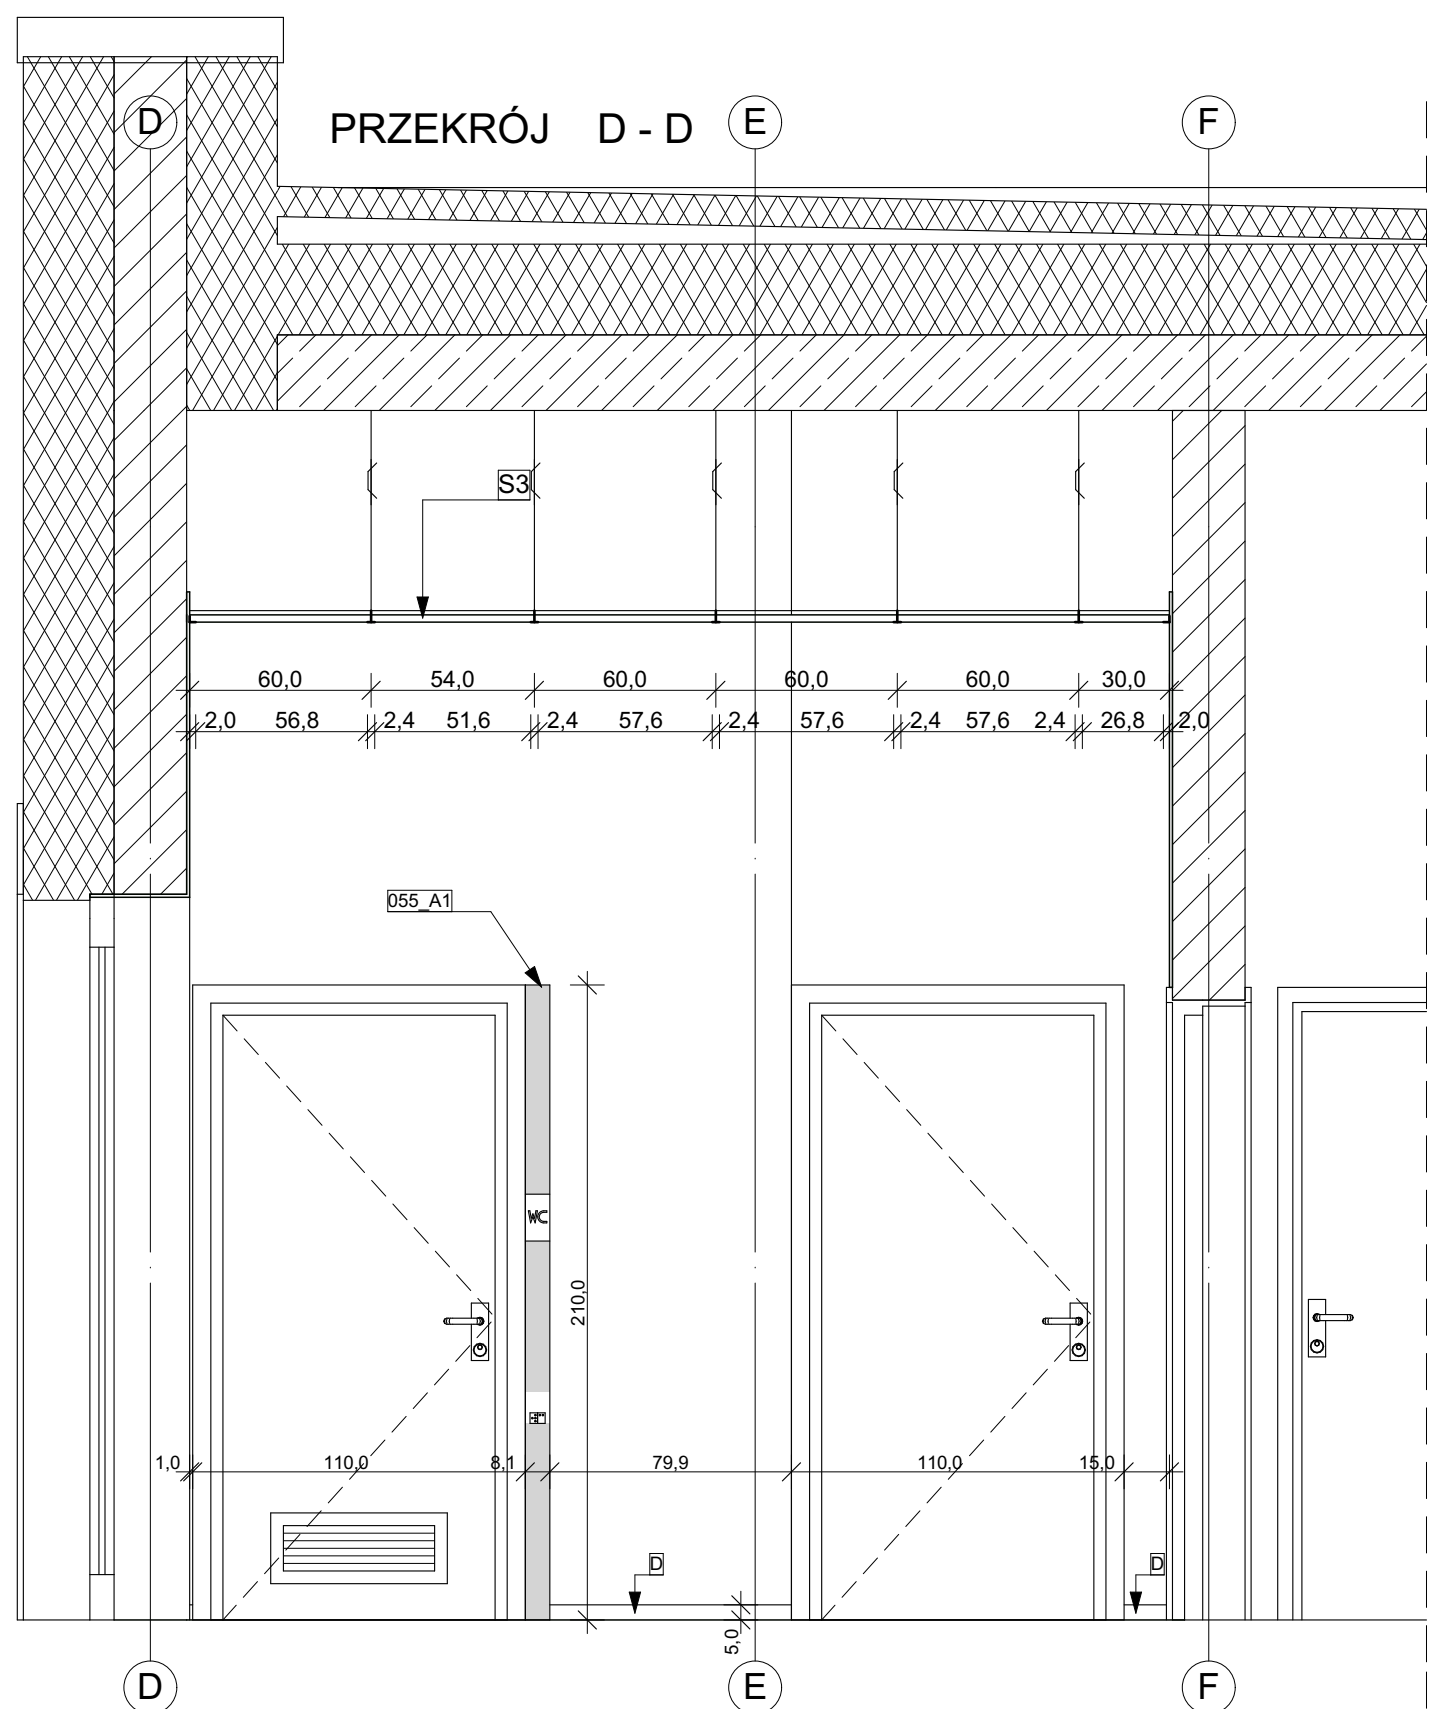 D
PRZEKRÓJ D - D
E
F
S3
60,0 54,0 60,0 60,0 60,0 30,0
2,0 56,8 2,4 51,6 2,4 57,6 2,4 57,6 2,4 57,6 2,4 26,8 2,0
055_A1
WC
210,0
1,0 110,0 8,1 79,9 110,0 15,0
D D
5,0
D E F